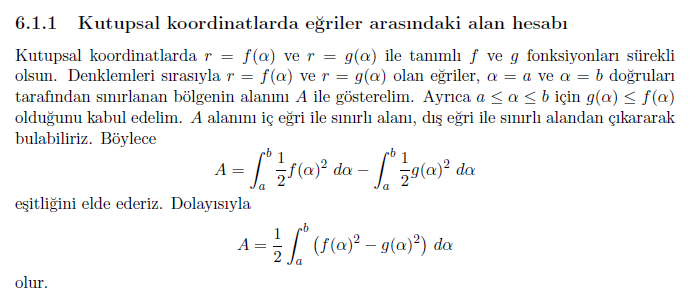 6.1.1 Kutupsal koordinatlarda eğriler arasındaki alan hesabı
Kutupsal koordinatlarda r = f(α) ve r = g(α) ile tanımlı f ve g fonksiyonları sürekli
olsun. Denklemleri sırasıyla r = f(α) ve r = g(α) olan eğriler, α = a ve α = b doğruları
tarafından sınırlanan bölgenin alanını A ile gösterelim. Ayrıca a ≤ α ≤ b için g(α) ≤ f(α)
olduğunu kabul edelim. A alanını iç eğri ile sınırlı alanı, dış eğri ile sınırlı alandan çıkararak
bulabiliriz. Böylece
A = ∫_a^b 1/2 f(α)² dα − ∫_a^b 1/2 g(α)² dα
eşitliğini elde ederiz. Dolayısıyla
A = 1/2 ∫_a^b (f(α)² − g(α)²) dα
olur.